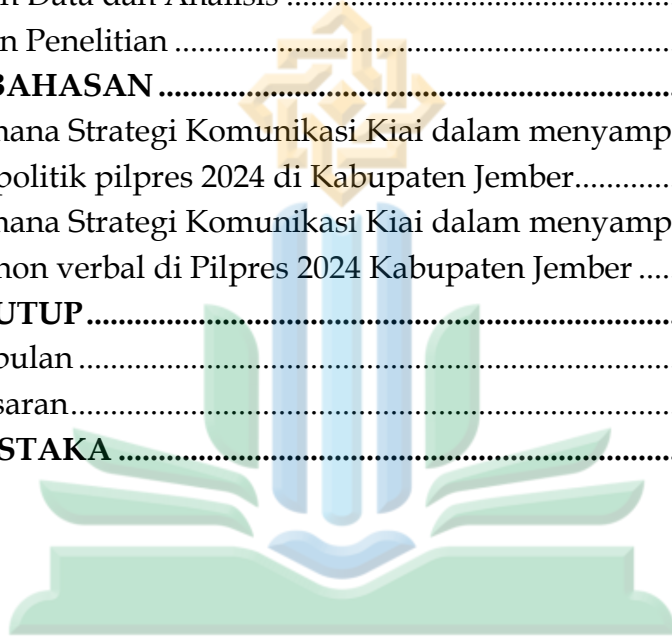 n Data dan Analisis ..................................................
n Penelitian ..................................................
BAHASAN ..................................................
nana Strategi Komunikasi Kiai dalam menyamp
politik pilpres 2024 di Kabupaten Jember..............
nana Strategi Komunikasi Kiai dalam menyamp
non verbal di Pilpres 2024 Kabupaten Jember ....
UTUP ..................................................
pulan ..................................................
saran..................................................
STAKA ..................................................